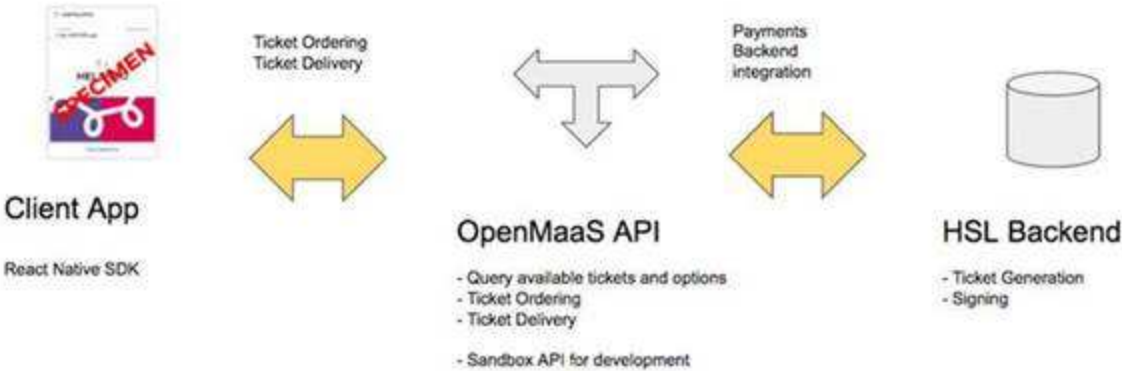 SPECIMEN
Client App
React Native SDK
Ticket Ordering
Ticket Delivery
OpenMaaS API
- Query available tickets and options
- Ticket Ordering
- Ticket Delivery
- Sandbox API for development
Payments
Backend
integration
HSL Backend
- Ticket Generation
- Signing